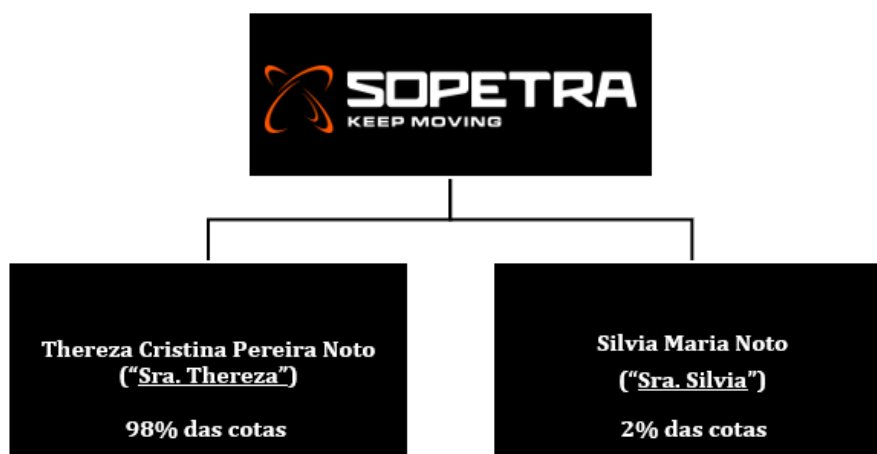 SOPETRA
KEEP MOVING
Thereza Cristina Pereira Noto
(“Sra. Thereza”)
98% das cotas
Silvia Maria Noto
(“Sra. Silvia”)
2% das cotas